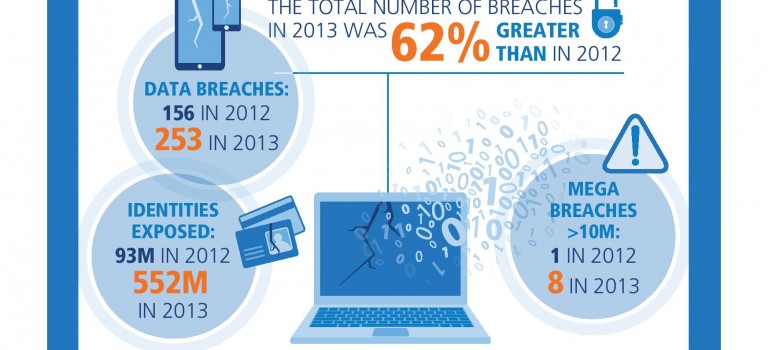 THE TOTAL NUMBER OF BREACHES
IN 2013 WAS 62% GREATER
THAN IN 2012
DATA BREACHES:
156 IN 2012
253 IN 2013
IDENTITIES
EXPOSED:
93M IN 2012
552M
IN 2013
MEGA
BREACHES
>10M:
1 IN 2012
8 IN 2013